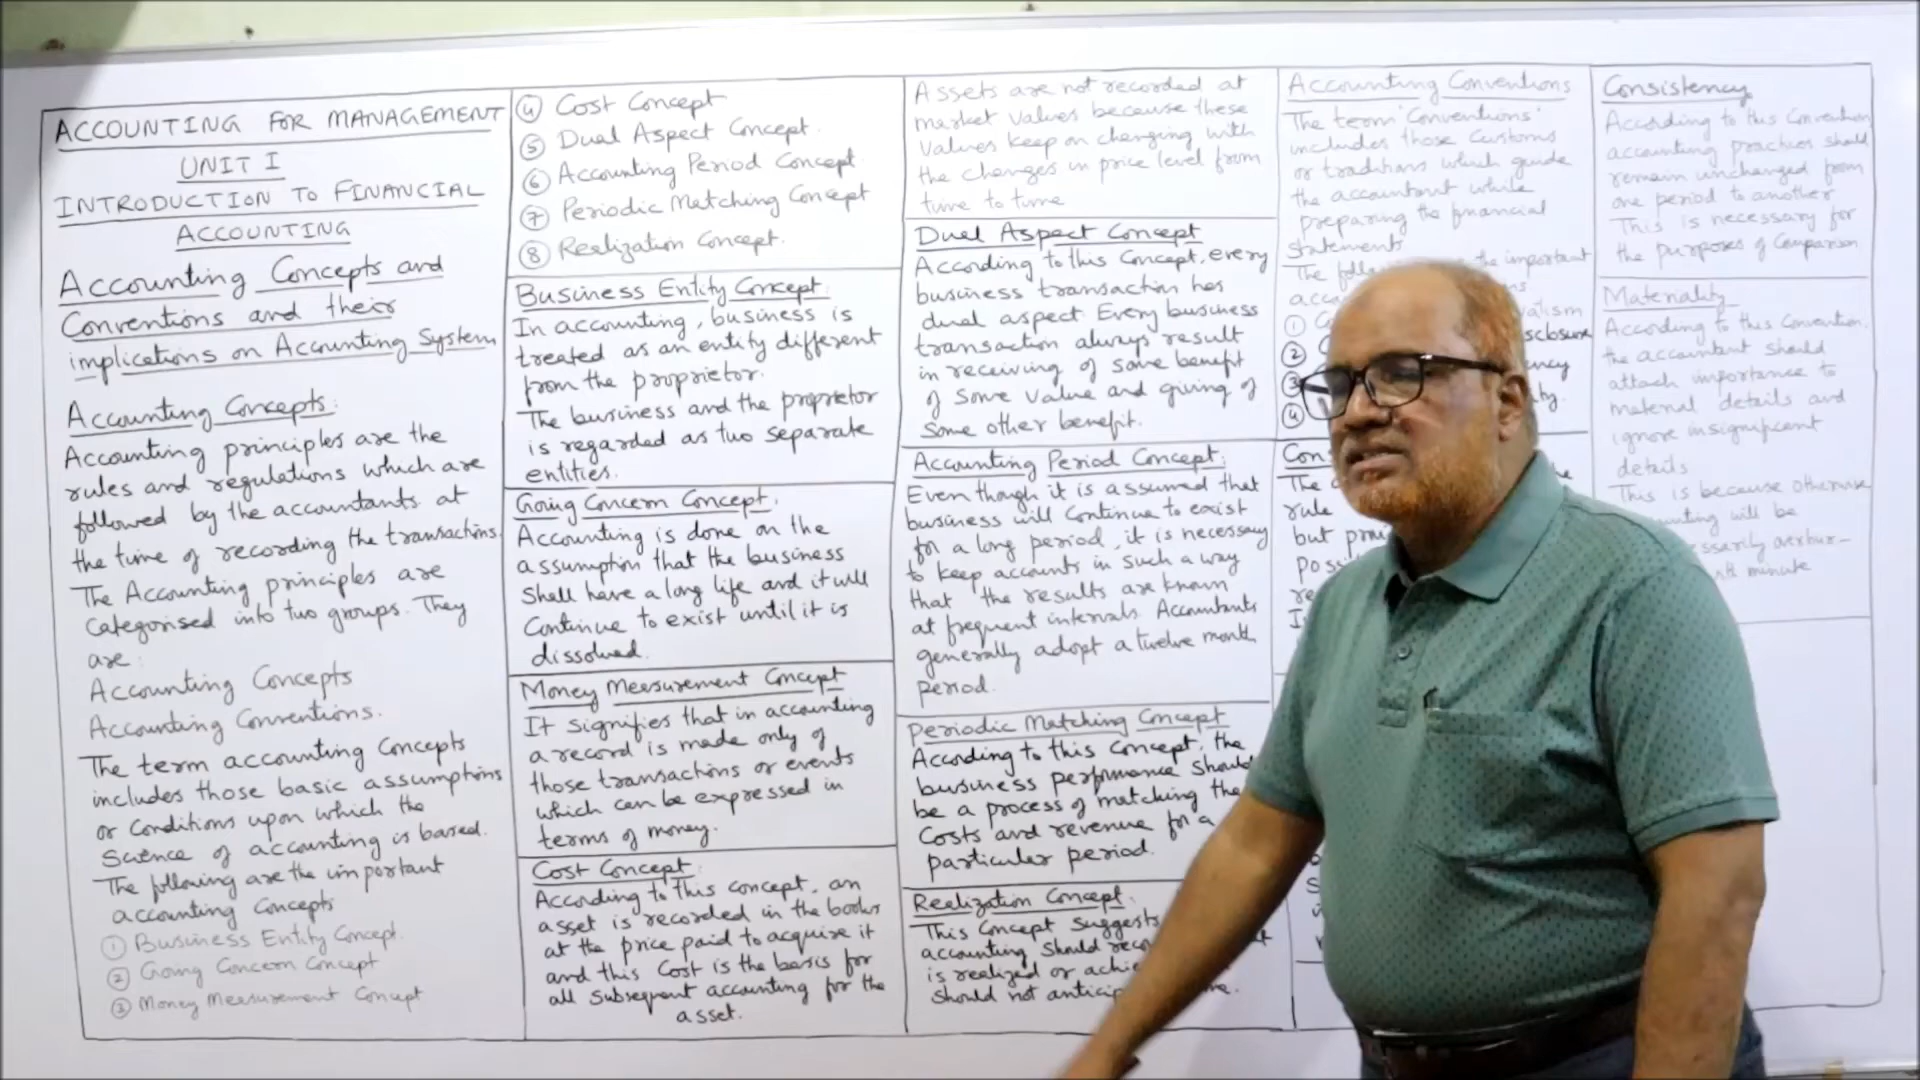 ACCOUNTING FOR MANAGEMENT
UNIT I
INTRODUCTION TO FINANCIAL
ACCOUNTING
Accounting Concepts and
Conventions and their
implications on Accounting System
Accounting Concepts:
Accounting principles are the
rules and regulations which are
followed by the accountants at
the time of recording the transactions.
The Accounting principles are
categorised into two groups. They
are:
Accounting Concepts
Accounting Conventions.
The term accounting Concepts
includes those basic assumptions
or Conditions upon which the
Science of accounting is based.
The following are the important
accounting Concepts
① Business Entity Concept.
② Going Concern Concept
③ Money Measurement Concept
④ Cost Concept
⑤ Dual Aspect Concept.
⑥ Accounting Period Concept.
⑦ Periodic Matching Concept
⑧ Realization Concept.
Business Entity Concept:
In accounting, business is
treated as an entity different
from the proprietor.
The business and the proprietor
is regarded as two separate
entities.
Going Concern Concept.
Accounting is done on the
assumption that the business
shall have a long life and it will
Continue to exist until it is
dissolved.
Money Measurement Concept
It signifies that in accounting
a record is made only of
those transactions or events
which can be expressed in
terms of money.
Cost Concept:
According to this concept, an
asset is recorded in the books
at the price paid to acquire it
and this Cost is the basis for
all subsequent accounting for the
asset.
Assets are not recorded at
market values because these
values keep on changing with
the changes in price level from
time to time
Dual Aspect Concept
According to this Concept, every
business transaction has
dual aspect Every business
transaction always result
in receiving of some benefit
of some value and giving of
some other benefit.
Accounting Period Concept:
Even though it is assumed that
business will Continue to exist
for a long period, it is necessary
to keep accounts in such a way
that the results are known
at frequent intervals. Accountants
generally adopt a twelve month
period.
Periodic Matching Concept
According to this Concept, the
business performance should
be a process of matching the
Costs and revenue for a
particular period.
Realization Concept:
This Concept suggests
accounting should
is realized or
should not
Accounting Conventions
The term 'Conventions'
includes those Customs
or traditions which guide
the accountant while
preparing the financial
statements
The the important
①
②
③
④
The
rule
but
Consistency
According to this Convention
accounting practices should
remain unchanged from
one period to another
This is necessary for
the purposes of Comparison
Materiality
According to this Convention,
the accountant should
attach importance to
material details and
ignore insignificant
details
This is because otherwise
will be
minute